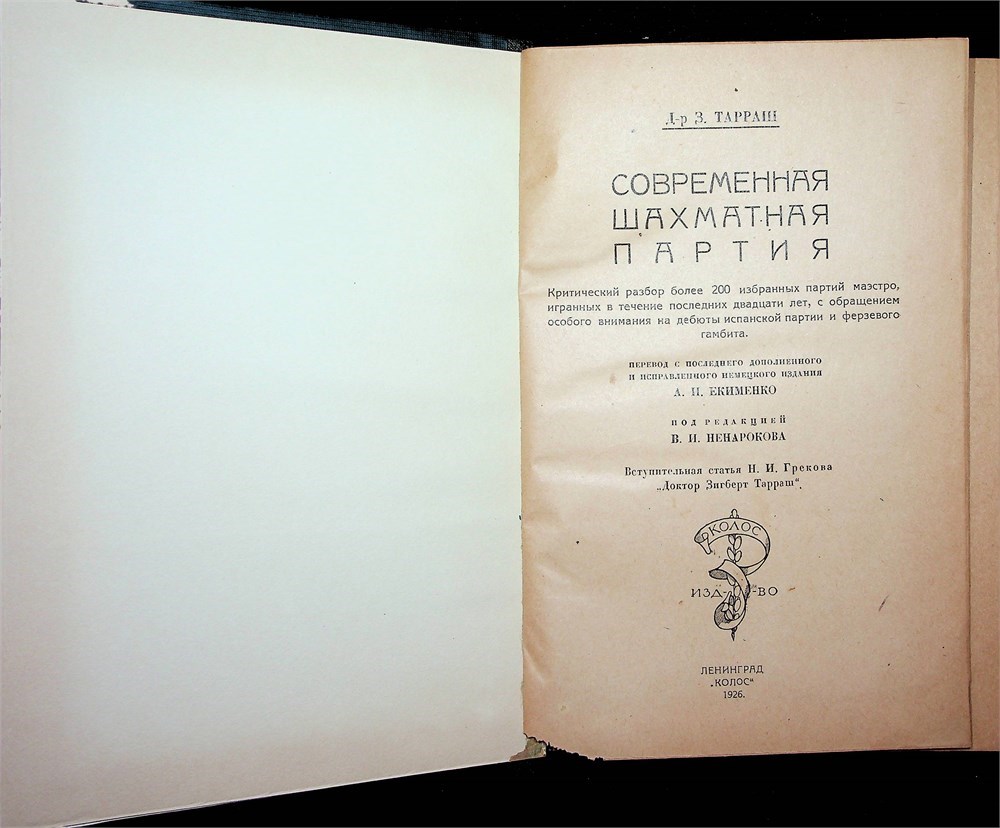 Д-р З. ТАРРАШ
СОВРЕМЕННАЯ
ШАХМАТНАЯ
ПАРТИЯ
Критический разбор более 200 избранных партий маэстро,
игранных в течение последних двадцати лет, с обращением
особого внимания на дебюты испанской партии и ферзевого
гамбита.
ПЕРЕВОД С ПОСЛЕДНЕГО ДОПОЛНЕННОГО
И ИСПРАВЛЕННОГО НЕМЕЦКОГО ИЗДАНИЯ
А. И. ЕКИМЕНКО
ПОД РЕДАКЦИЕЙ
В. И. НЕНАРОКОВА
Вступительная статья Н. И. Грекова
„Доктор Зигберт Тарраш“.
КОЛОС
ИЗД-ВО
ЛЕНИНГРАД
„КОЛОС“
1926.